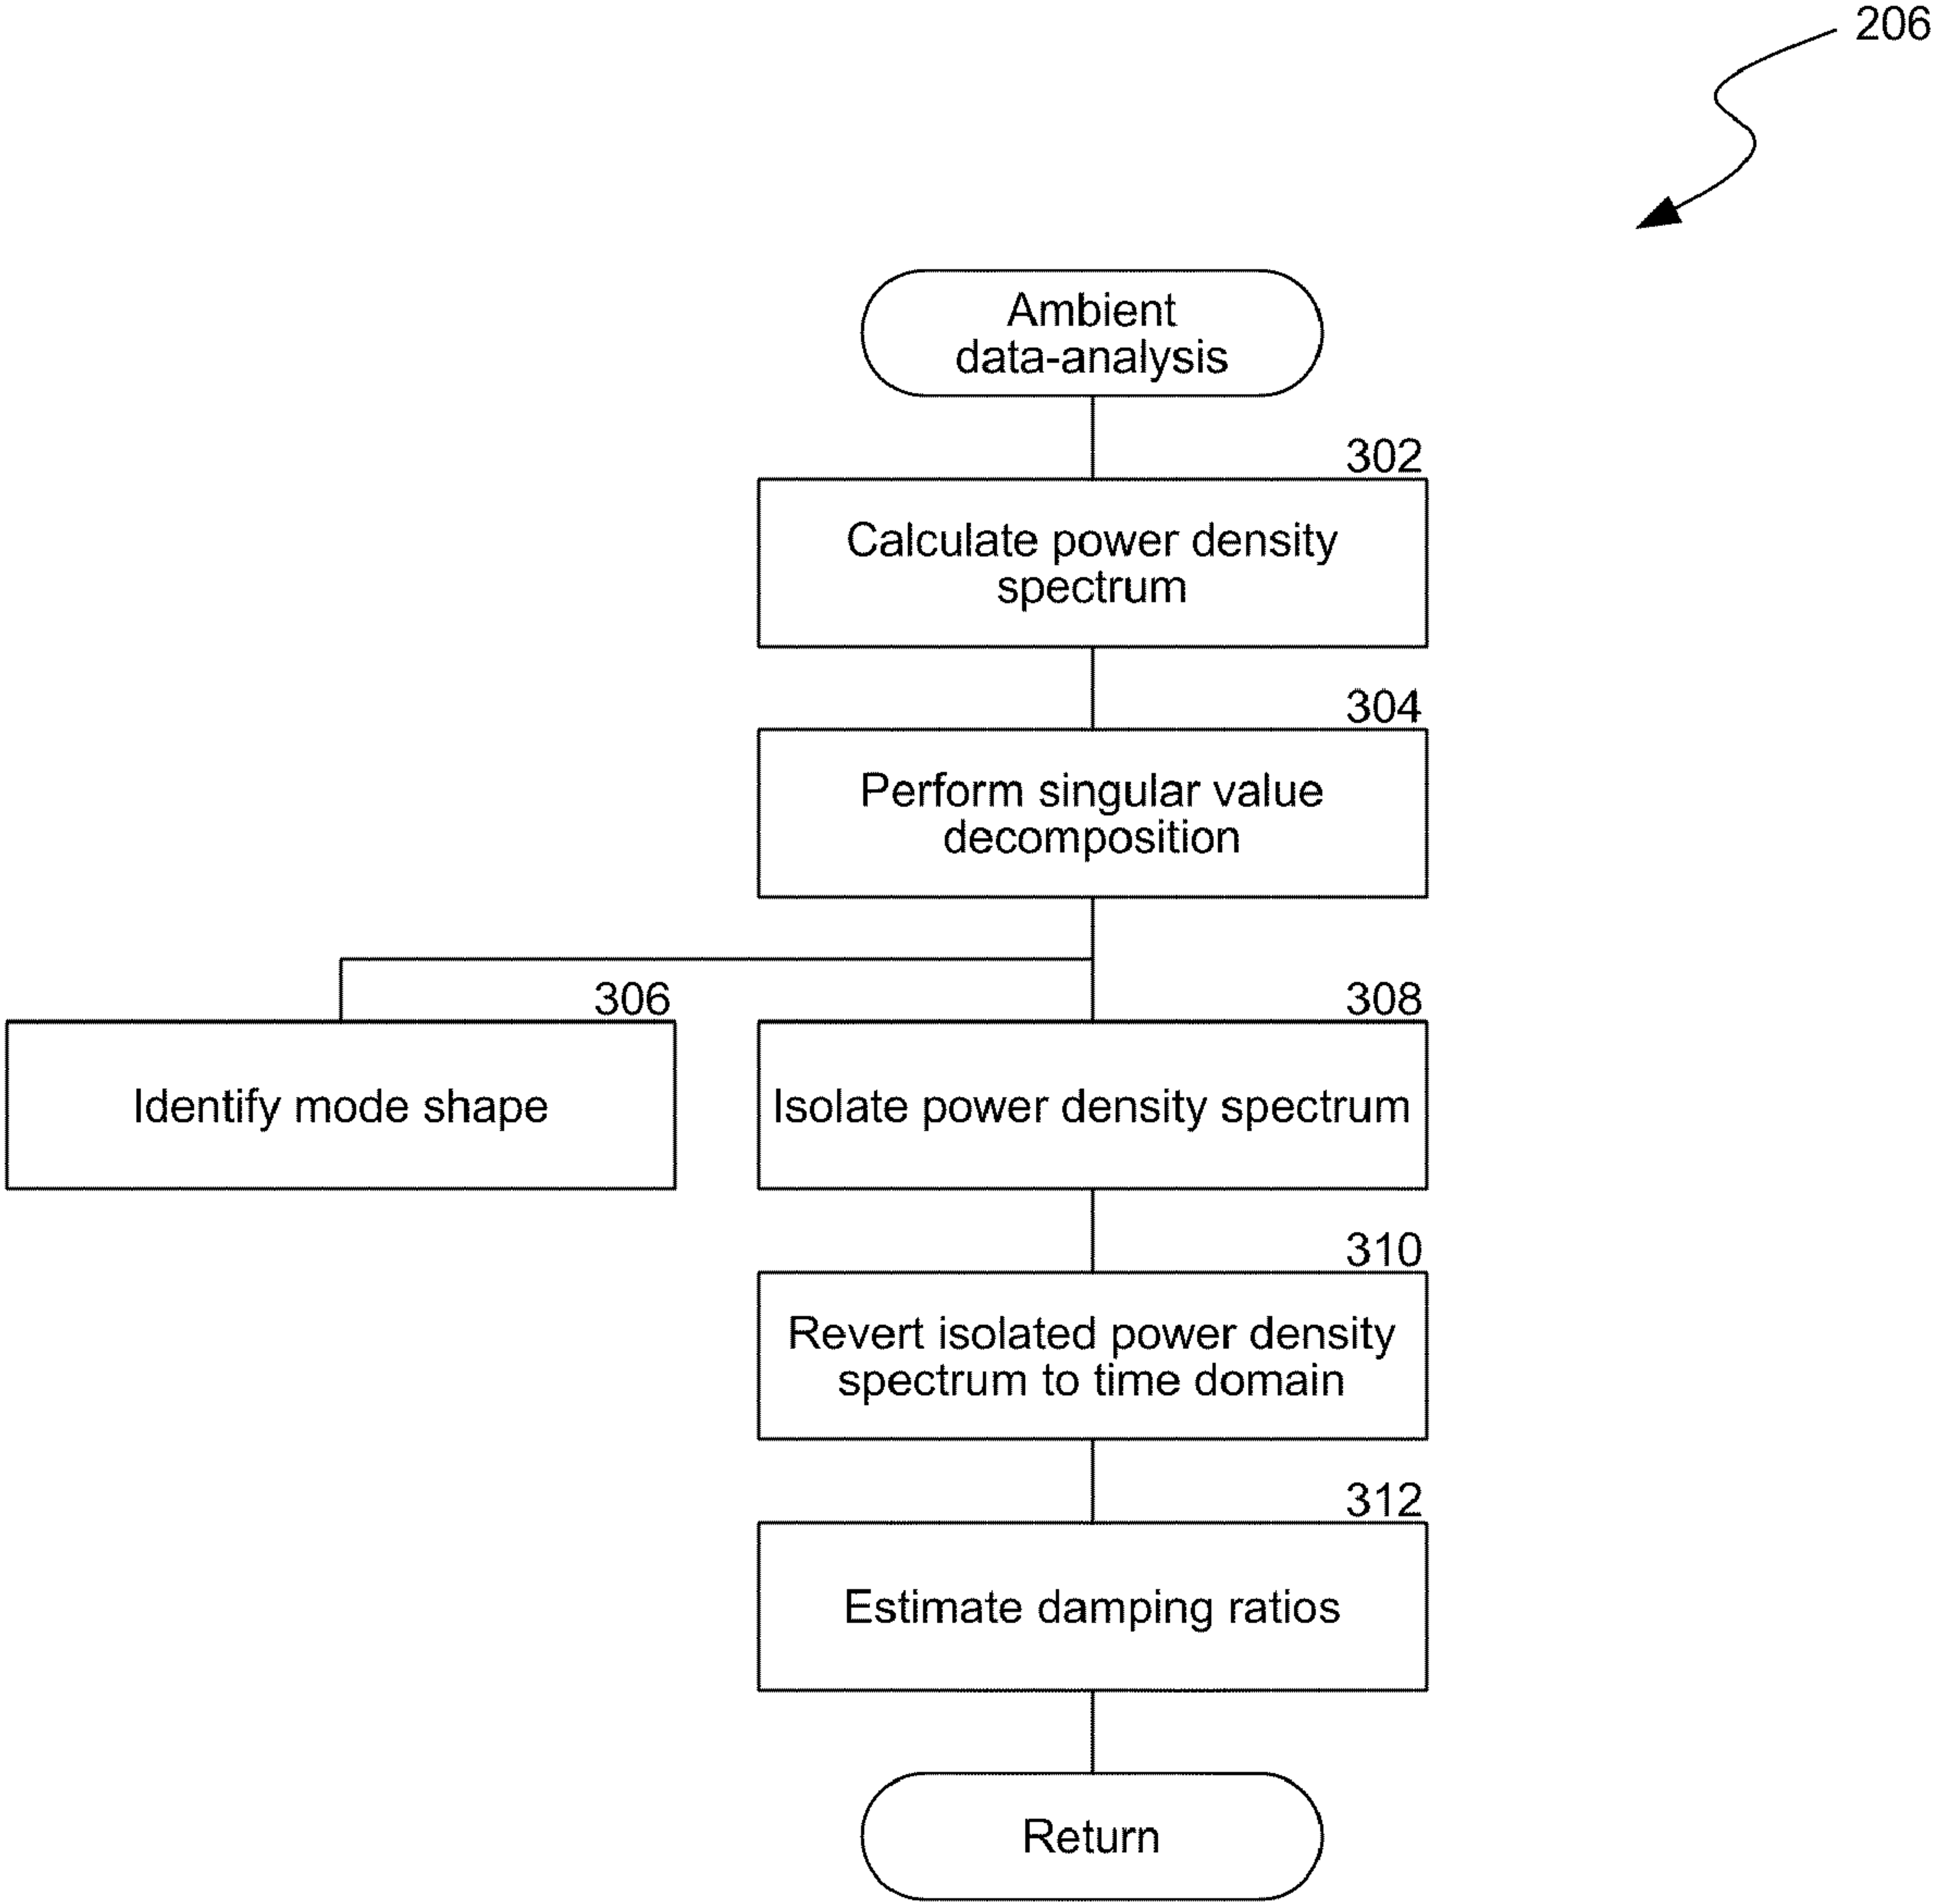 206
Ambient
data-analysis
302
Calculate power density
spectrum
304
Perform singular value
decomposition
306
Identify mode shape
308
Isolate power density spectrum
310
Revert isolated power density
spectrum to time domain
312
Estimate damping ratios
Return